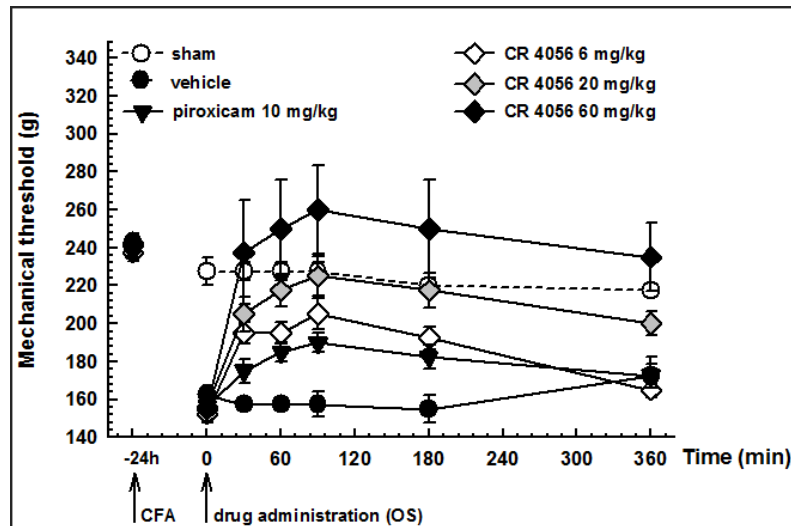 sham
vehicle
piroxicam 10 mg/kg
CR 4056 6 mg/kg
CR 4056 20 mg/kg
CR 4056 60 mg/kg
Mechanical threshold (g)
340
320
300
280
260
240
220
200
180
160
140
-24h 0 60 120 180 240 300 360 Time (min)
CFA drug administration (OS)